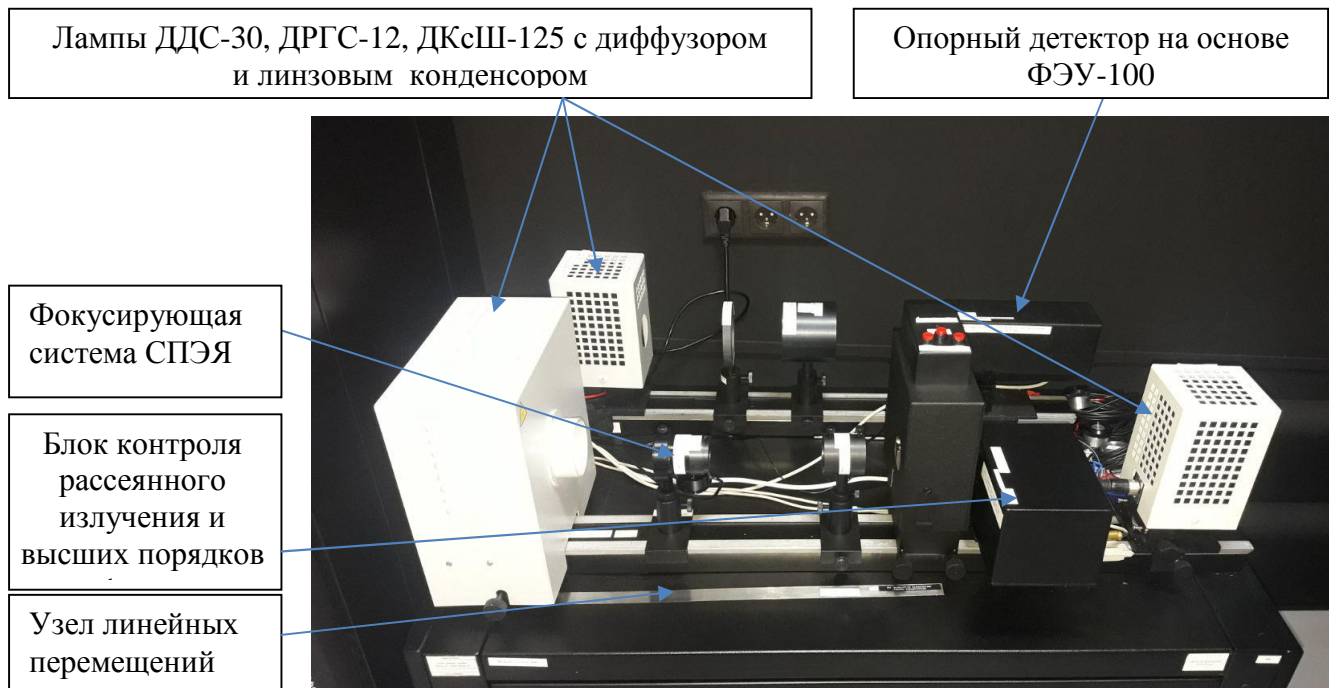 Лампы ДДС-30, ДРГС-12, ДКсШ-125 с диффузором
и линзовым конденсором
Опорный детектор на основе
ФЭУ-100
Фокусирующая
система СПЭЯ
Блок контроля
рассеянного
излучения и
высших порядков
Узел линейных
перемещений